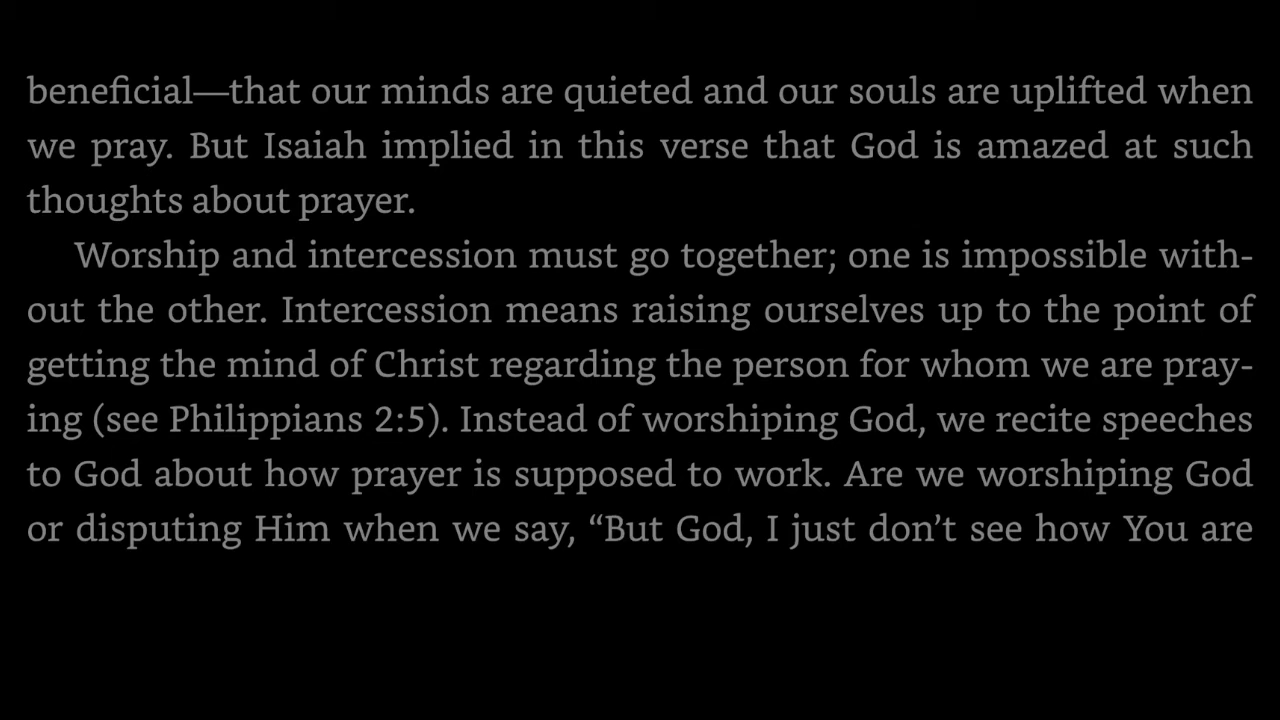 beneficial—that our minds are quieted and our souls are uplifted when
we pray. But Isaiah implied in this verse that God is amazed at such
thoughts about prayer.
Worship and intercession must go together; one is impossible with-
out the other. Intercession means raising ourselves up to the point of
getting the mind of Christ regarding the person for whom we are pray-
ing (see Philippians 2:5). Instead of worshiping God, we recite speeches
to God about how prayer is supposed to work. Are we worshiping God
or disputing Him when we say, “But God, I just don’t see how You are